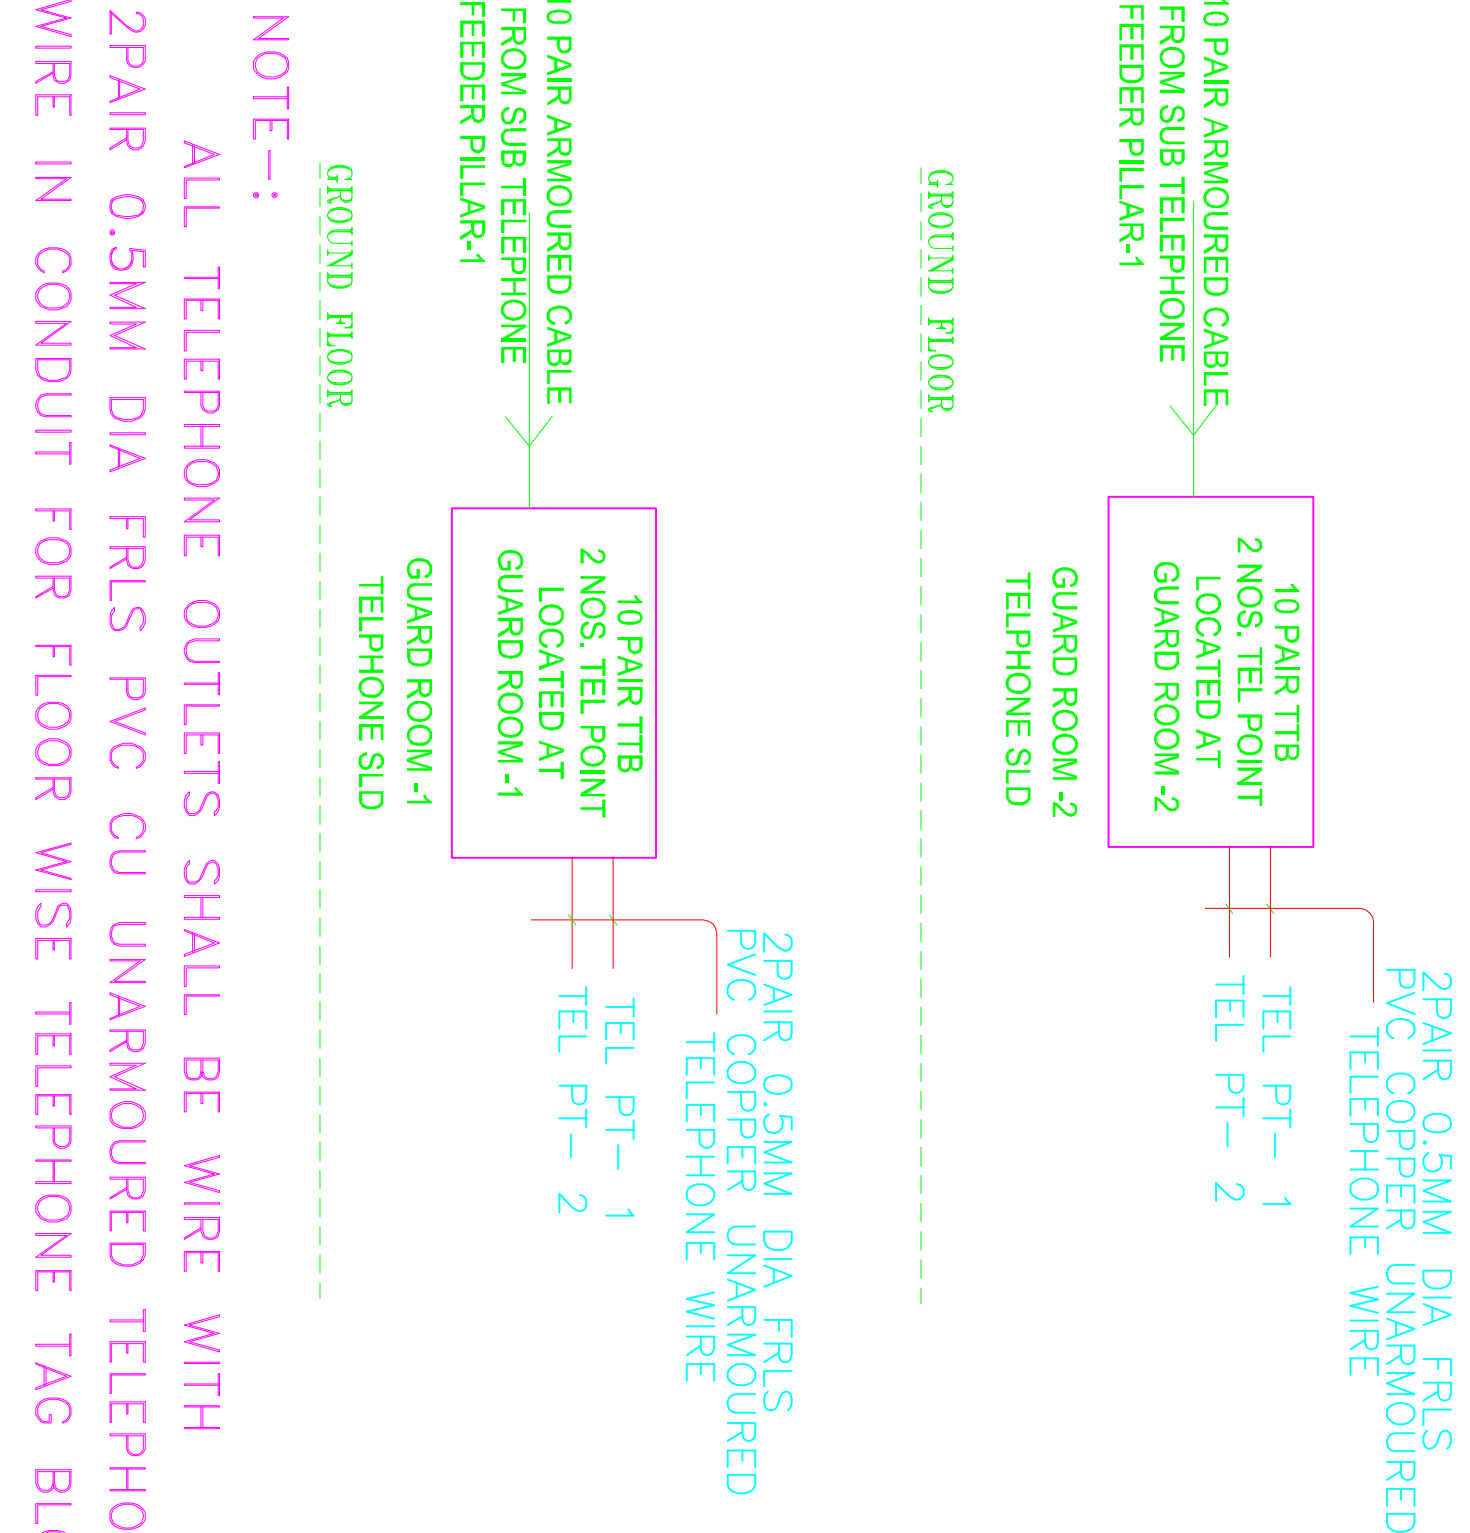 10 PAIR ARMOURED CABLE
FROM SUB TELEPHONE
FEEDER PILLAR-1
10 PAIR TTB
2 NOS. TEL POINT
LOCATED AT
GUARD ROOM -2
2PAIR 0.5MM DIA FRLS
PVC COPPER UNARMOURED
TELEPHONE WIRE
TEL PT- 1
TEL PT- 2
GUARD ROOM -2
TELPHONE SLD
GROUND FLOOR
10 PAIR ARMOURED CABLE
FROM SUB TELEPHONE
FEEDER PILLAR-1
10 PAIR TTB
2 NOS. TEL POINT
LOCATED AT
GUARD ROOM -1
2PAIR 0.5MM DIA FRLS
PVC COPPER UNARMOURED
TELEPHONE WIRE
TEL PT- 1
TEL PT- 2
GUARD ROOM -1
TELPHONE SLD
GROUND FLOOR
NOTE-:
ALL TELEPHONE OUTLETS SHALL BE WIRE WITH
2PAIR 0.5MM DIA FRLS PVC CU UNARMOURED TELEPHO
WIRE IN CONDUIT FOR FLOOR WISE TELEPHONE TAG